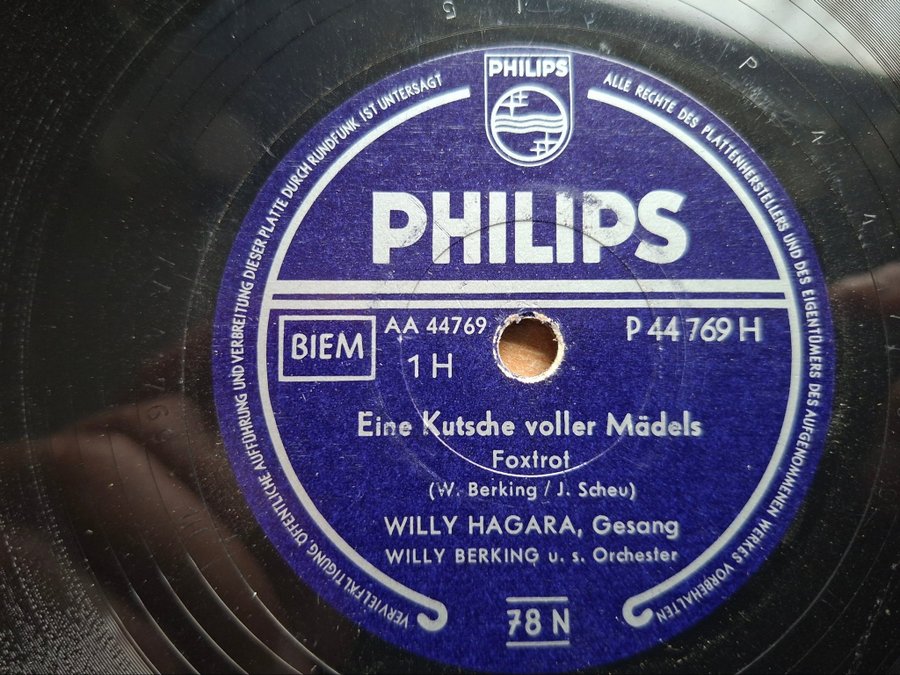 PHILIPS
ALLE RECHTE DES PLATTENHERSTELLERS UND DES EIGENTÜMERS DES AUFGENOMMENEN WERKES VORBEHALTEN
VERVIELFÄLTIGUNG, ÖFFENTLICHE AUFFÜHRUNG UND VERBREITUNG DIESER PLATTE DURCH RUNDFUNK IST UNTERSAGT
PHILIPS
BIEM AA 44769 P 44 769 H
1 H
Eine Kutsche voller Mädels
Foxtrot
(W. Berking / J. Scheu)
WILLY HAGARA, Gesang
WILLY BERKING u. s. Orchester
78 N